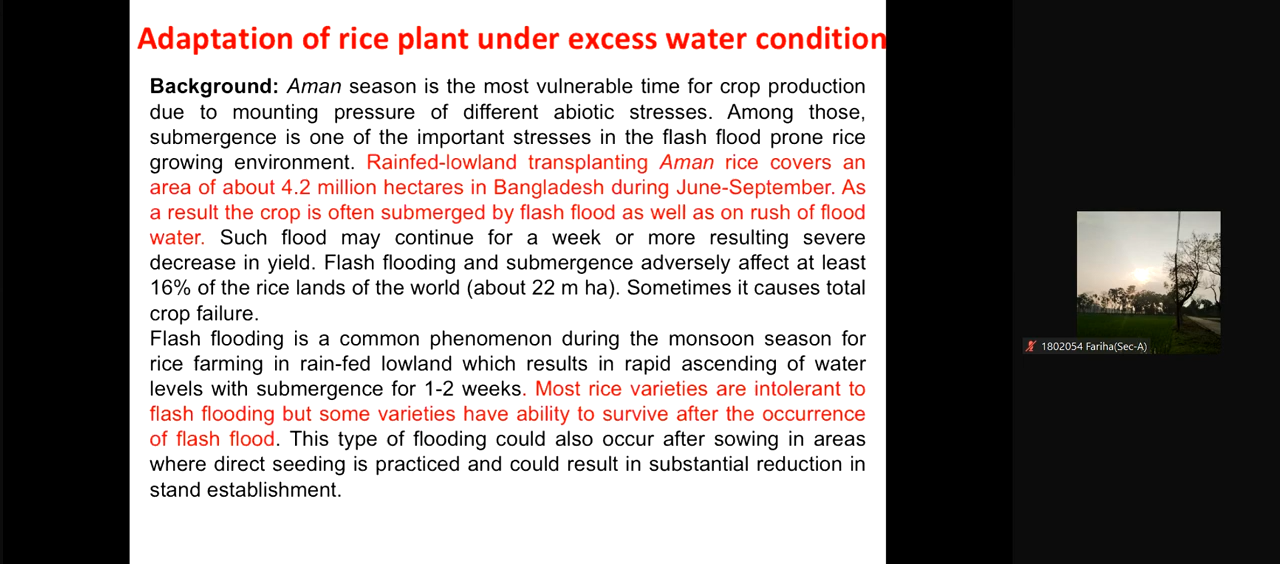 Adaptation of rice plant under excess water condition
Background: Aman season is the most vulnerable time for crop production
due to mounting pressure of different abiotic stresses. Among those,
submergence is one of the important stresses in the flash flood prone rice
growing environment. Rainfed-lowland transplanting Aman rice covers an
area of about 4.2 million hectares in Bangladesh during June-September. As
a result the crop is often submerged by flash flood as well as on rush of flood
water. Such flood may continue for a week or more resulting severe
decrease in yield. Flash flooding and submergence adversely affect at least
16% of the rice lands of the world (about 22 m ha). Sometimes it causes total
crop failure.
Flash flooding is a common phenomenon during the monsoon season for
rice farming in rain-fed lowland which results in rapid ascending of water
levels with submergence for 1-2 weeks. Most rice varieties are intolerant to
flash flooding but some varieties have ability to survive after the occurrence
of flash flood. This type of flooding could also occur after sowing in areas
where direct seeding is practiced and could result in substantial reduction in
stand establishment.
1802054 Fariha(Sec-A)